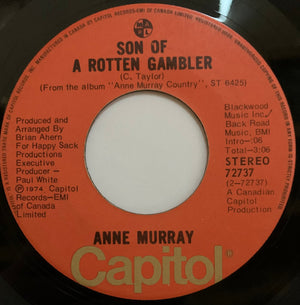 SON OF
A ROTTEN GAMBLER
(C. Taylor)
(From the album "Anne Murray Country", ST 6425)
Produced and
Arranged By
Brian Ahern
For Happy Sack
Productions
Executive
Producer -
Paul White
℗ 1974 Capitol
Records-EMI
of Canada
Limited
Blackwood
Music Inc./
Back Road
Music, BMI
Intro-:06
Total-3:06
STEREO
72737
(2-72737)
A Canadian
Capitol
Production
ANNE MURRAY
Capitol®